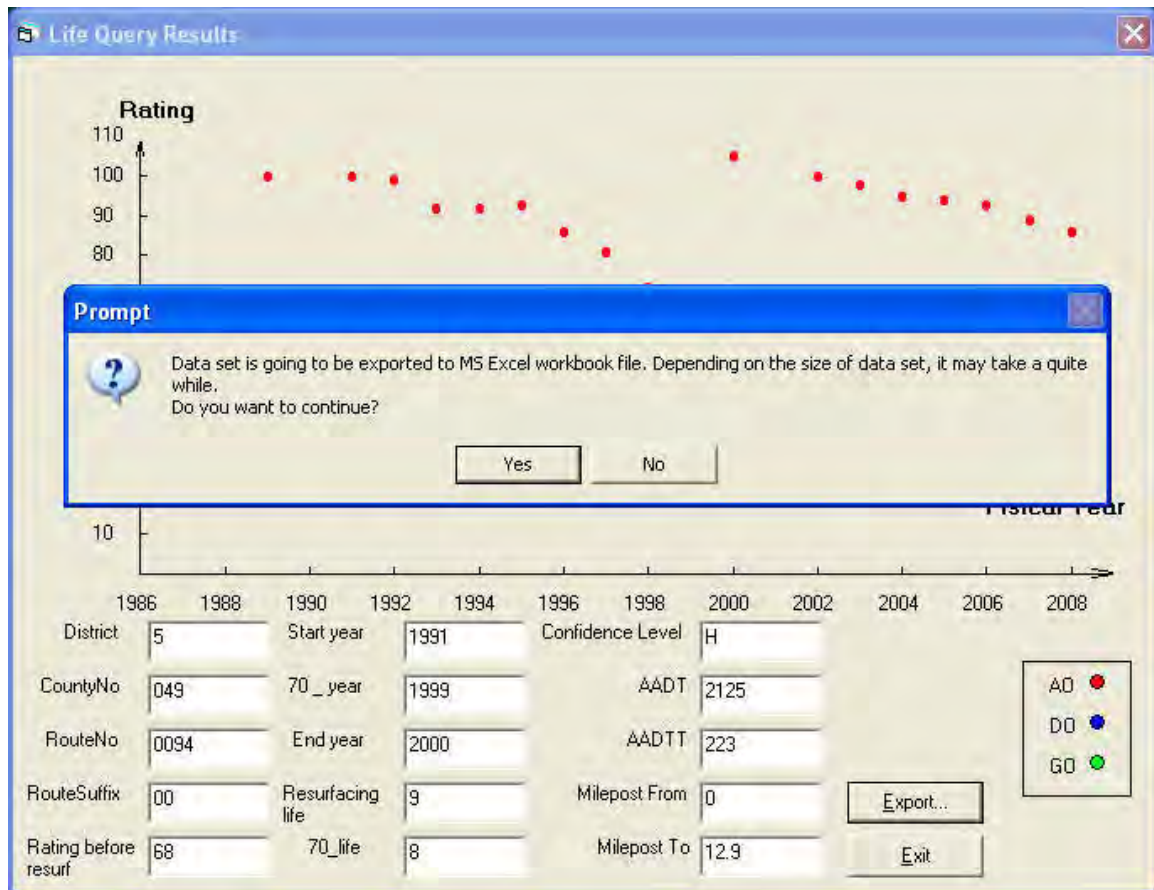 Life Query Results
Rating
110
100
90
80
Prompt
Data set is going to be exported to MS Excel workbook file. Depending on the size of data set, it may take a quite
while.
Do you want to continue?
Yes No
Fisical Year
10
1986 1988 1990 1992 1994 1996 1998 2000 2002 2004 2006 2008
District 5 Start year 1991 Confidence Level H
CountyNo 049 70 _ year 1999 AADT 2125
RouteNo 0094 End year 2000 AADTT 223
RouteSuffix 00 Resurfacing
life 9 Milepost From 0 Export...
Rating before
resurf 68 70_life 8 Milepost To 12.9 Exit
AO
DO
GO